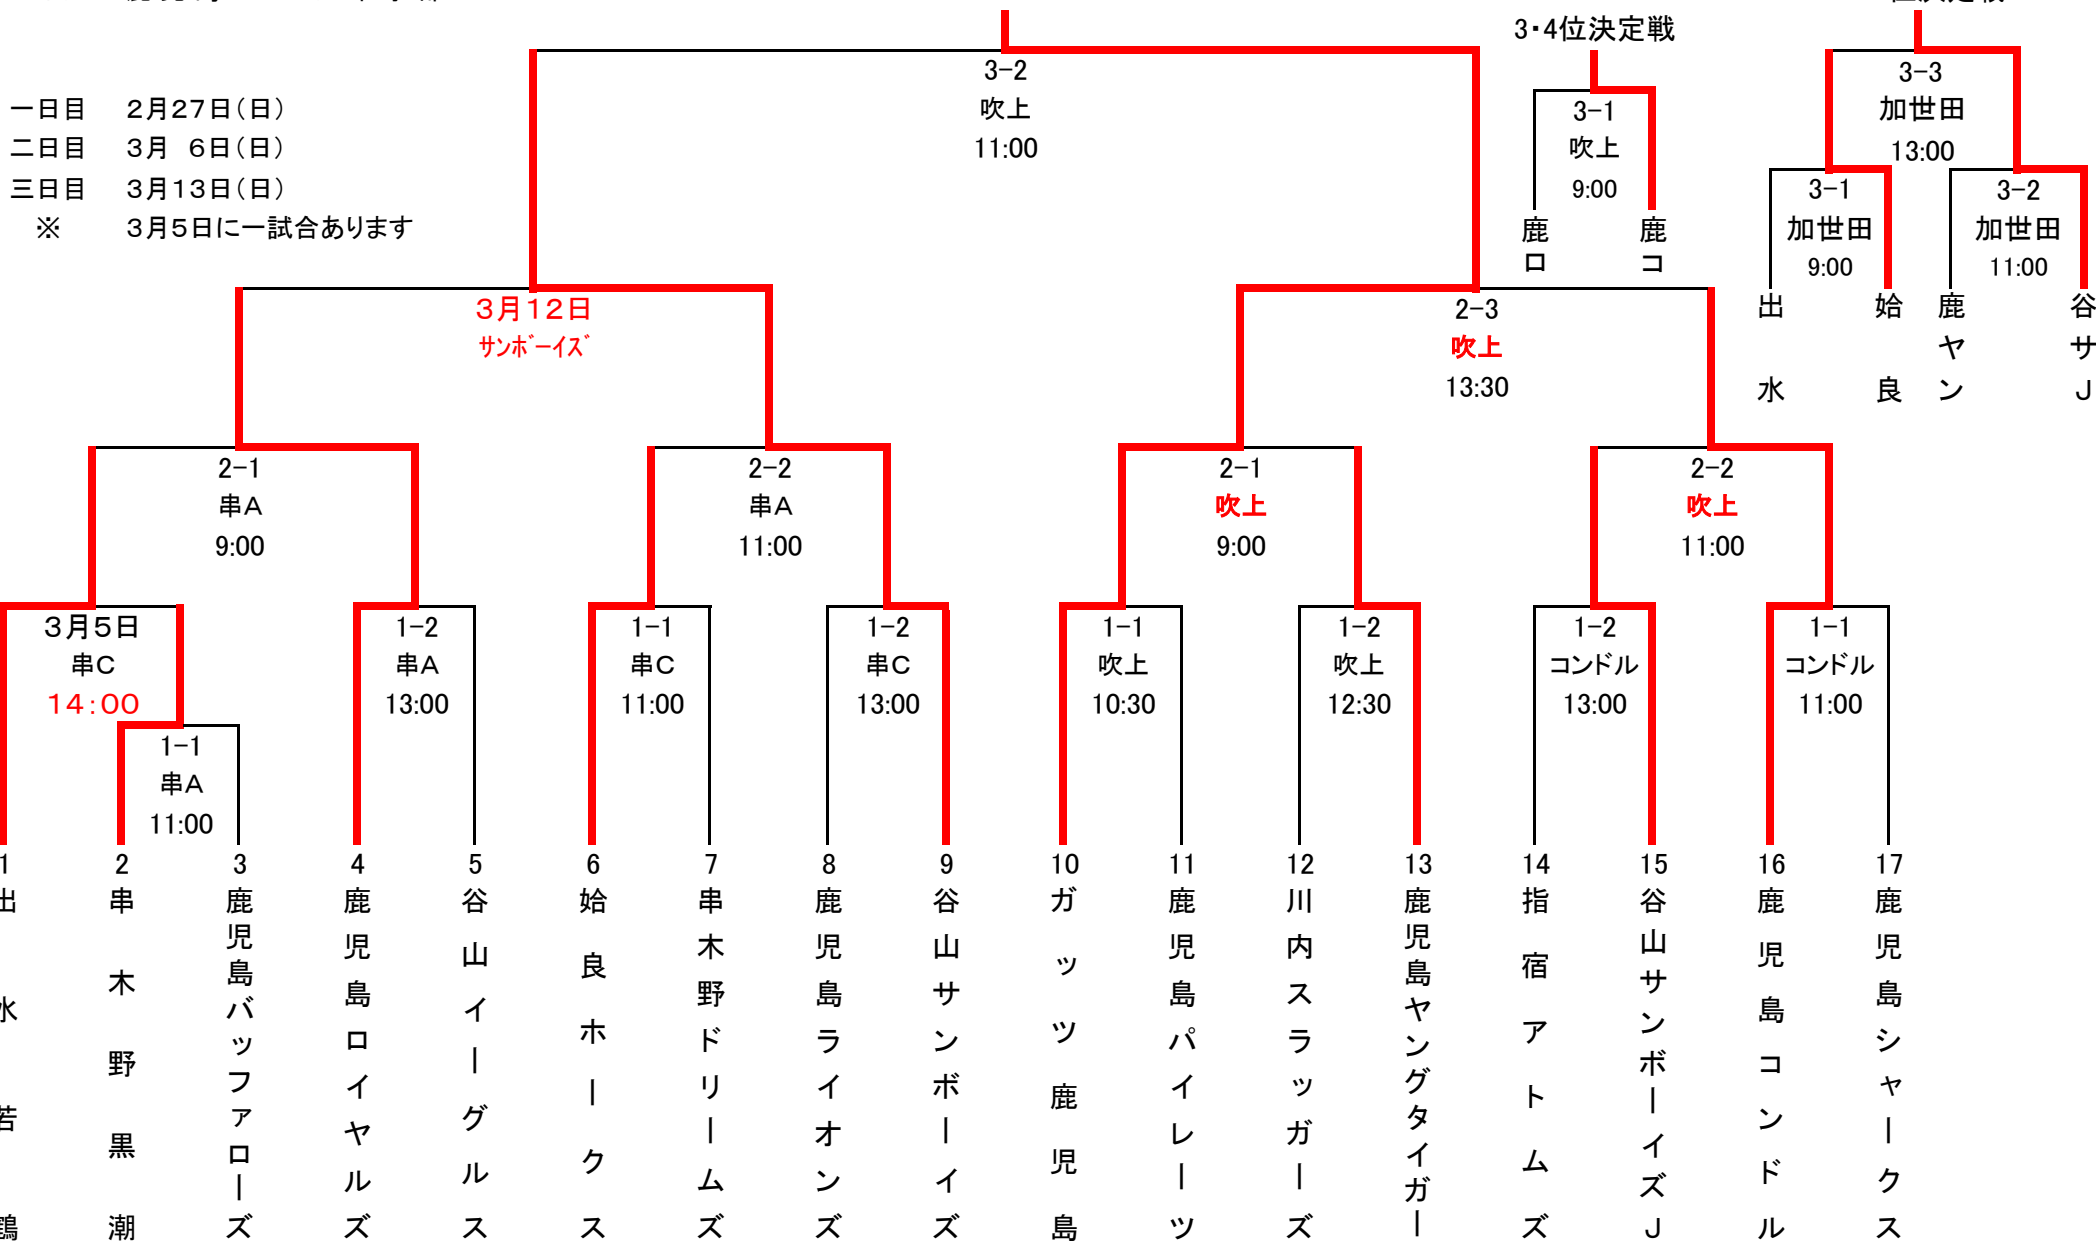 3・4位決定戦
3-2
吹上
11:00
3-1
吹上
9:00
鹿ロ
鹿コ
3-3
加世田
13:00
3-1
加世田
9:00
3-2
加世田
11:00
出水
姶良
鹿ヤン
谷サJ
一日目 2月27日(日)
二日目 3月 6日(日)
三日目 3月13日(日)
※ 3月5日に一試合あります
3月12日
サンボーイズ
2-3
吹上
13:30
2-1
串A
9:00
2-2
串A
11:00
2-1
吹上
9:00
2-2
吹上
11:00
3月5日
串C
14:00
1-2
串A
13:00
1-1
串C
11:00
1-2
串C
13:00
1-1
吹上
10:30
1-2
吹上
12:30
1-2
コンドル
13:00
1-1
コンドル
11:00
1-1
串A
11:00
1 出水若鶴
2 串木野黒潮
3 鹿児島バッファローズ
4 鹿児島ロイヤルズ
5 谷山イーグルス
6 姶良ホークス
7 串木野ドリームズ
8 鹿児島ライオンズ
9 谷山サンボーイズ
10 ガッツ鹿児島
11 鹿児島パイレーツ
12 川内スラッガーズ
13 鹿児島ヤングタイガー
14 指宿アトムズ
15 谷山サンボーイズJ
16 鹿児島コンドル
17 鹿児島シャークス